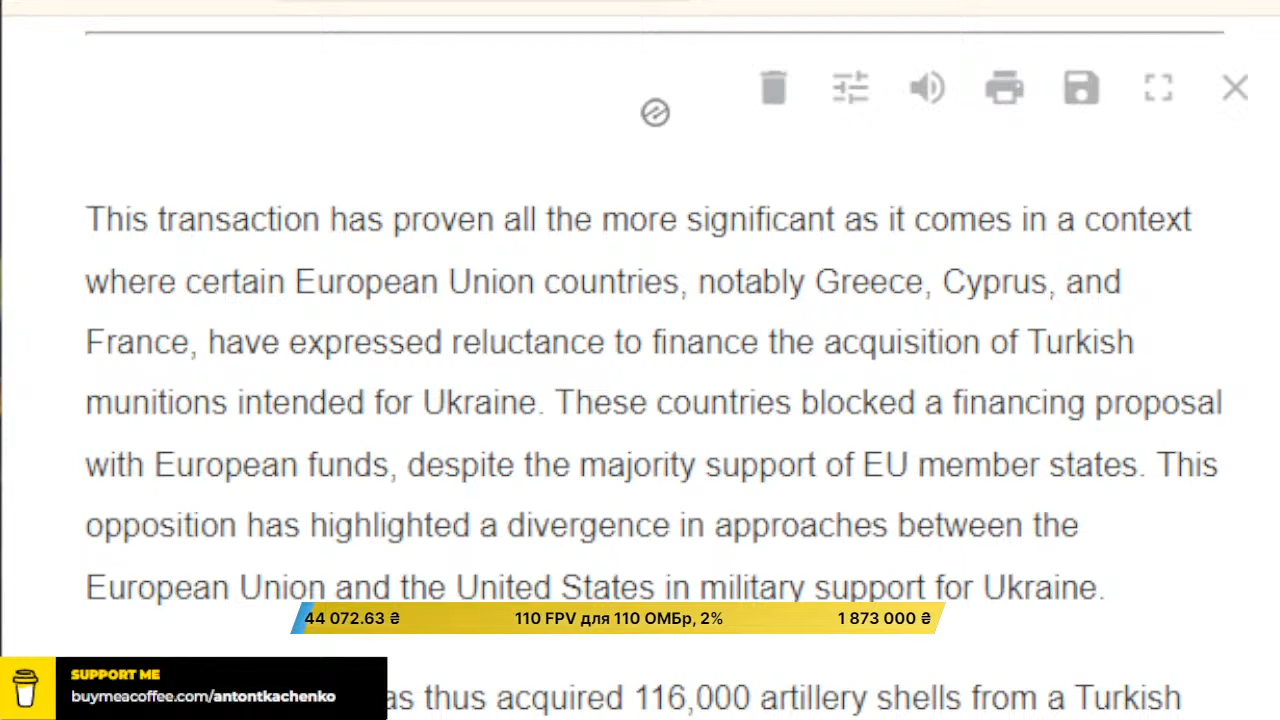 This transaction has proven all the more significant as it comes in a context
where certain European Union countries, notably Greece, Cyprus, and
France, have expressed reluctance to finance the acquisition of Turkish
munitions intended for Ukraine. These countries blocked a financing proposal
with European funds, despite the majority support of EU member states. This
opposition has highlighted a divergence in approaches between the
European Union and the United States in military support for Ukraine.
44 072.63 ₴ 110 FPV для 110 ОМБр, 2% 1 873 000 ₴
SUPPORT ME
buymeacoffee.com/antontkachenko
as thus acquired 116,000 artillery shells from a Turkish